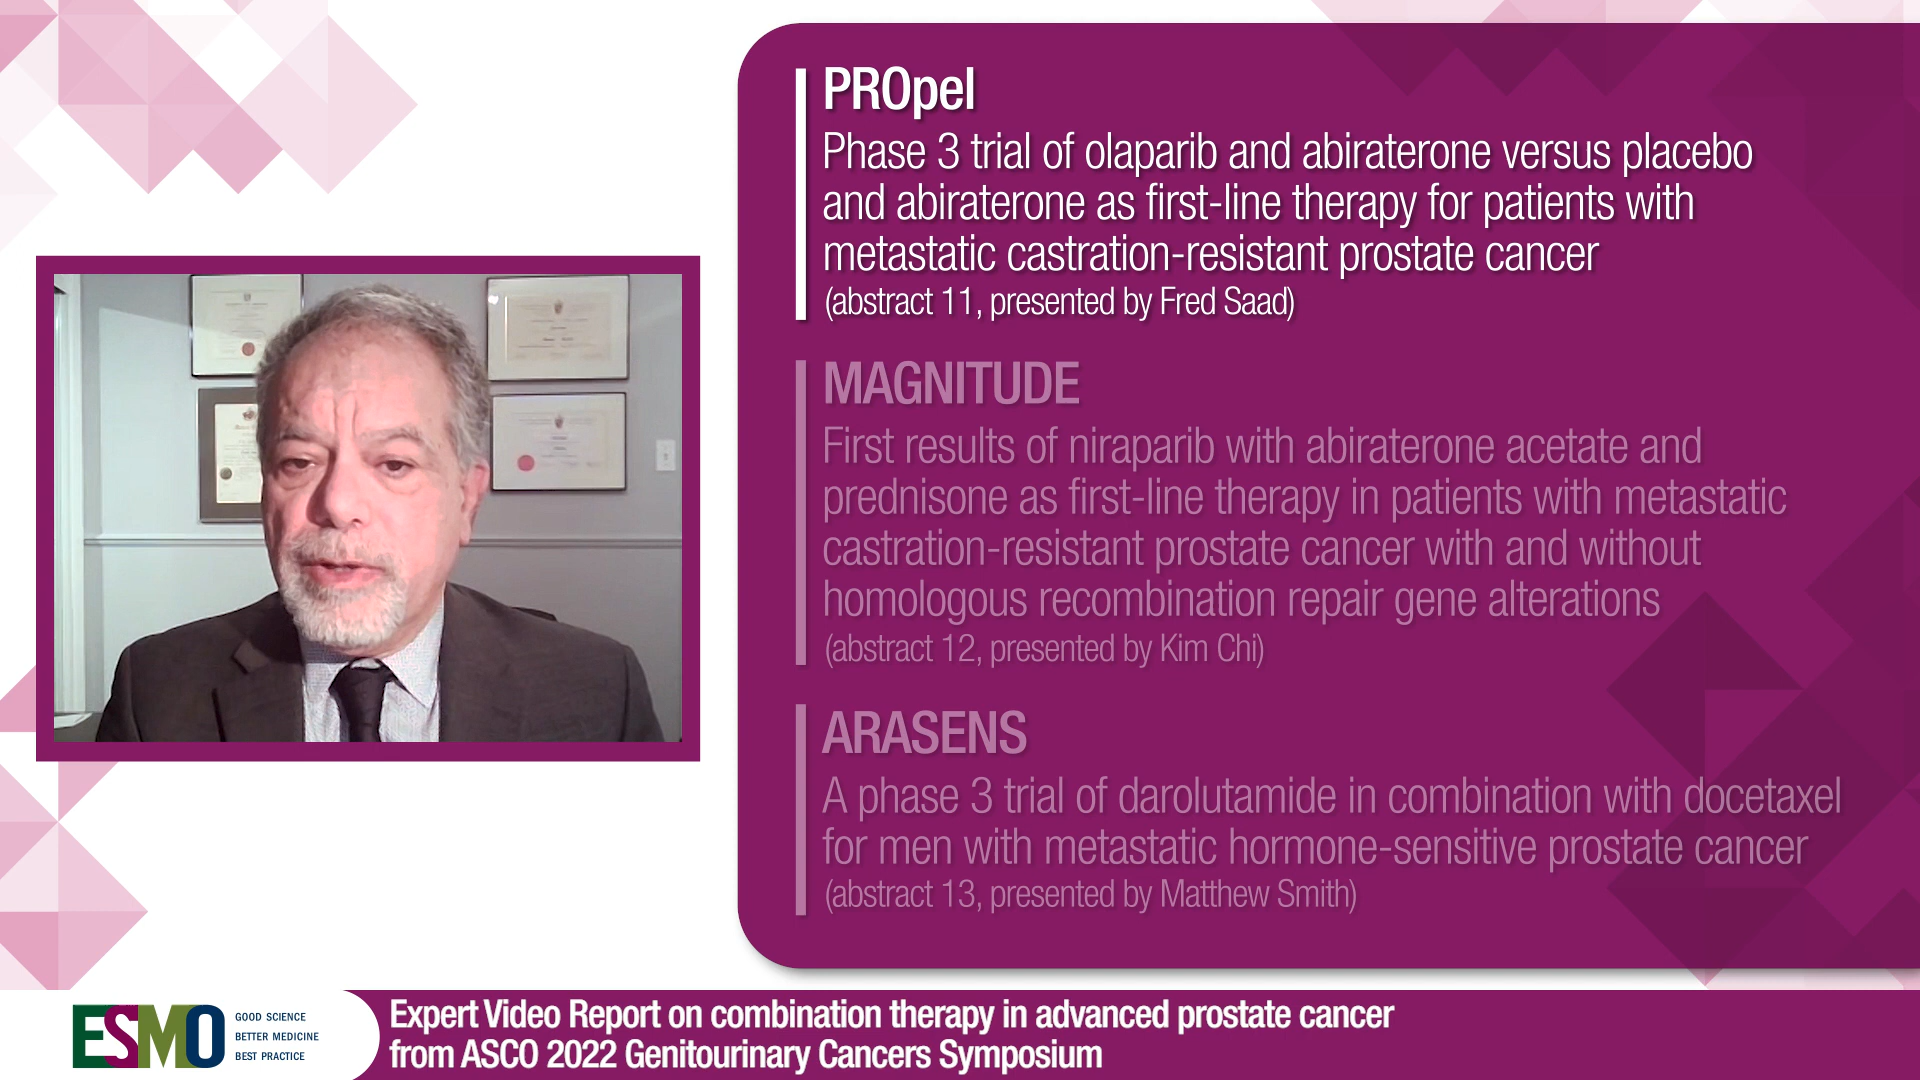 PROpel
Phase 3 trial of olaparib and abiraterone versus placebo
and abiraterone as first-line therapy for patients with
metastatic castration-resistant prostate cancer
(abstract 11, presented by Fred Saad)
MAGNITUDE
First results of niraparib with abiraterone acetate and
prednisone as first-line therapy in patients with metastatic
castration-resistant prostate cancer with and without
homologous recombination repair gene alterations
(abstract 12, presented by Kim Chi)
ARASENS
A phase 3 trial of darolutamide in combination with docetaxel
for men with metastatic hormone-sensitive prostate cancer
(abstract 13, presented by Matthew Smith)
ESMO
GOOD SCIENCE
BETTER MEDICINE
BEST PRACTICE
Expert Video Report on combination therapy in advanced prostate cancer
from ASCO 2022 Genitourinary Cancers Symposium